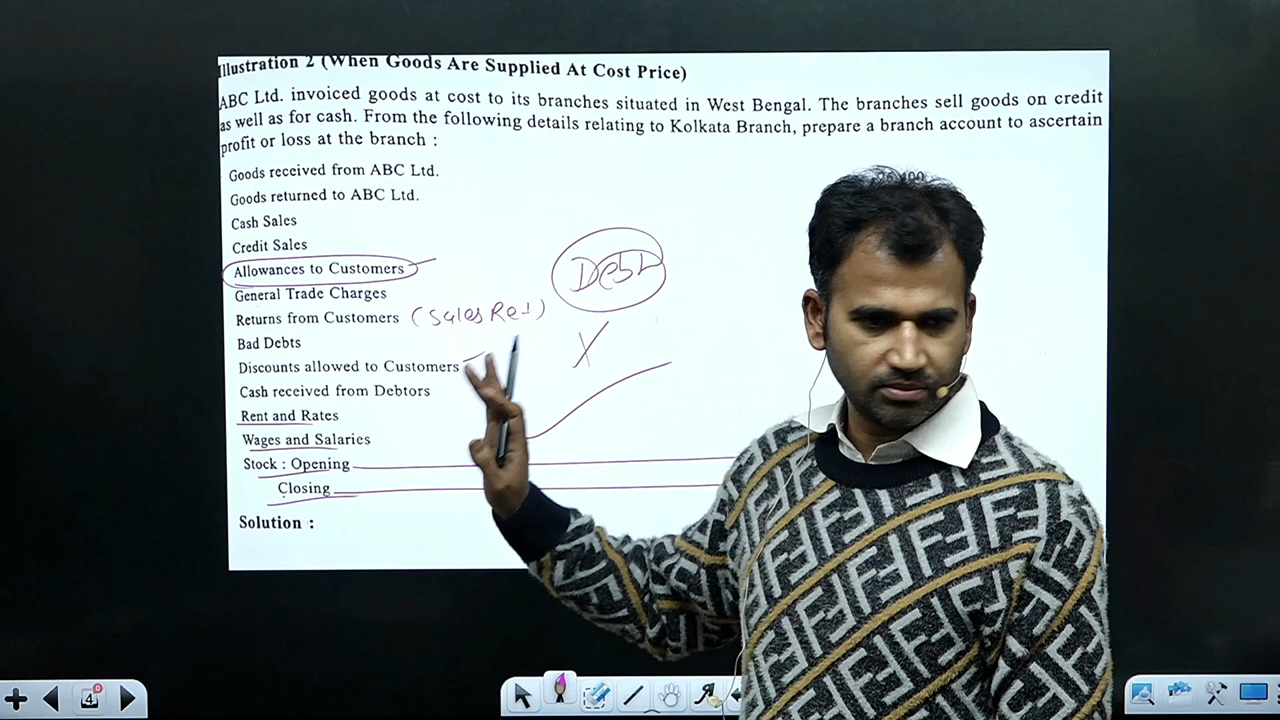 Illustration 2 (When Goods Are Supplied At Cost Price)
ABC Ltd. invoiced goods at cost to its branches situated in West Bengal. The branches sell goods on credit
as well as for cash. From the following details relating to Kolkata Branch, prepare a branch account to ascertain
profit or loss at the branch :
Goods received from ABC Ltd.
Goods returned to ABC Ltd.
Cash Sales
Credit Sales
Allowances to Customers
General Trade Charges
Returns from Customers (Sales Ret)
Bad Debts
Discounts allowed to Customers
Cash received from Debtors
Rent and Rates
Wages and Salaries
Stock : Opening
Closing
Solution :
4